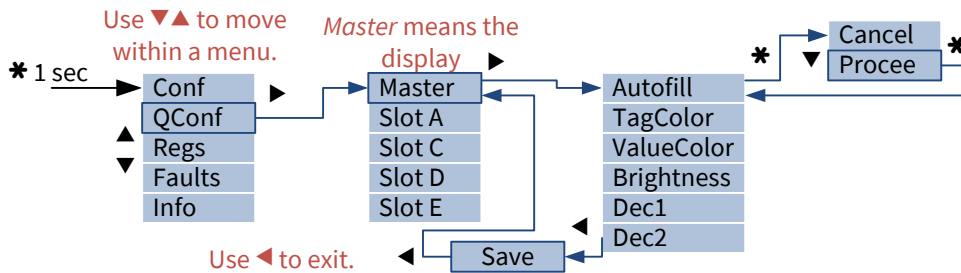 Use ▼▲ to move
within a menu.
Master means the
display
* 1 sec
Conf
QConf
Regs
Faults
Info
Master
Slot A
Slot C
Slot D
Slot E
Autofill
TagColor
ValueColor
Brightness
Dec1
Dec2
*
Cancel
Procee
*
Save
Use ◀ to exit.